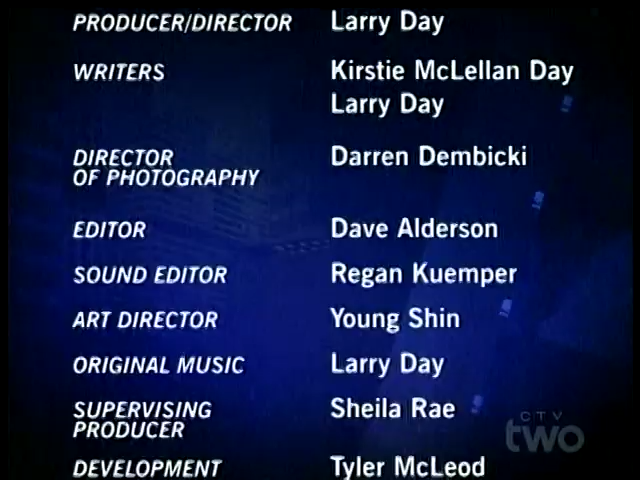 PRODUCER/DIRECTOR Larry Day
WRITERS Kirstie McLellan Day
Larry Day
DIRECTOR OF PHOTOGRAPHY Darren Dembicki
EDITOR Dave Alderson
SOUND EDITOR Regan Kuemper
ART DIRECTOR Young Shin
ORIGINAL MUSIC Larry Day
SUPERVISING PRODUCER Sheila Rae
DEVELOPMENT Tyler McLeod
CTV
two